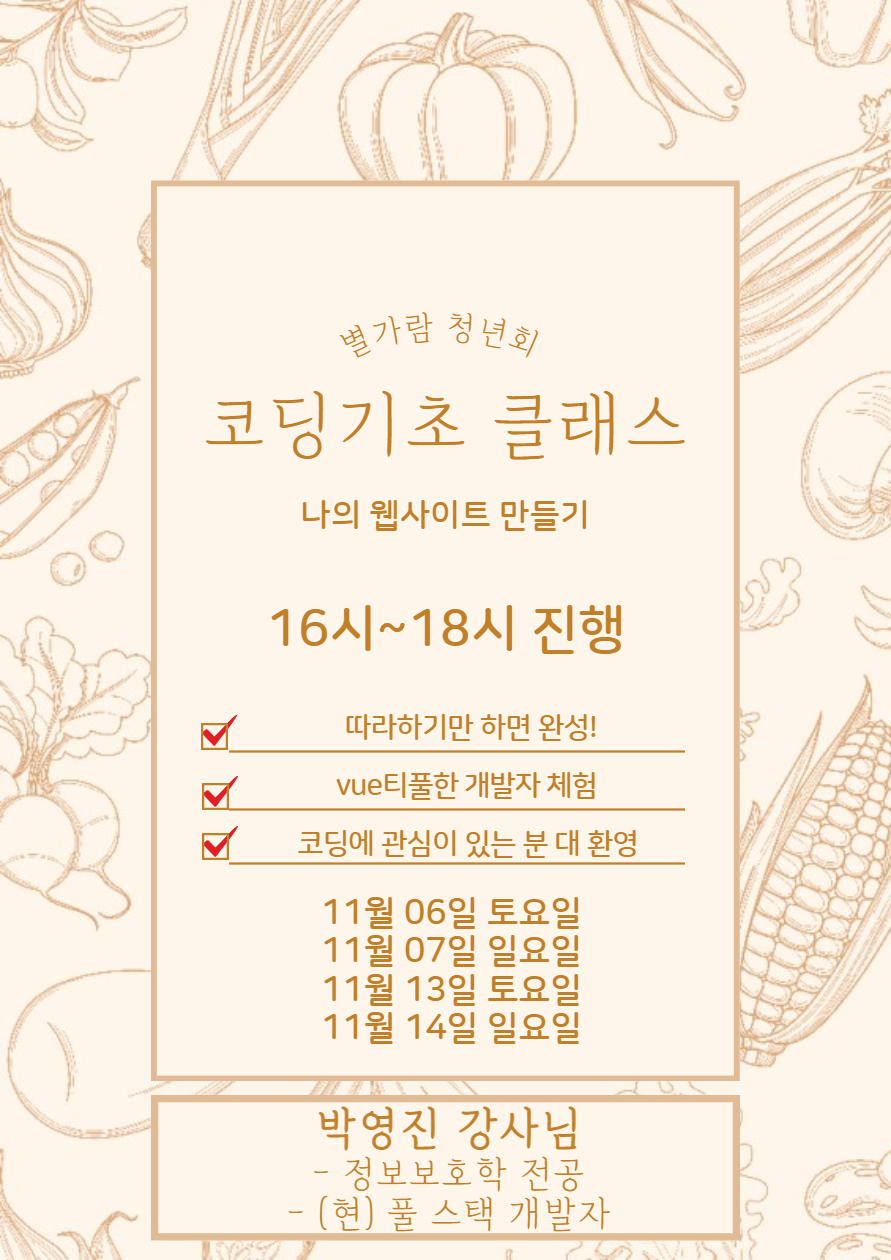 별가람 청년회
코딩기초 클래스
나의 웹사이트 만들기
16시~18시 진행
따라하기만 하면 완성!
vue티풀한 개발자 체험
코딩에 관심이 있는 분 대 환영
11월 06일 토요일
11월 07일 일요일
11월 13일 토요일
11월 14일 일요일
박영진 강사님
- 정보보호학 전공
- (현) 풀 스택 개발자